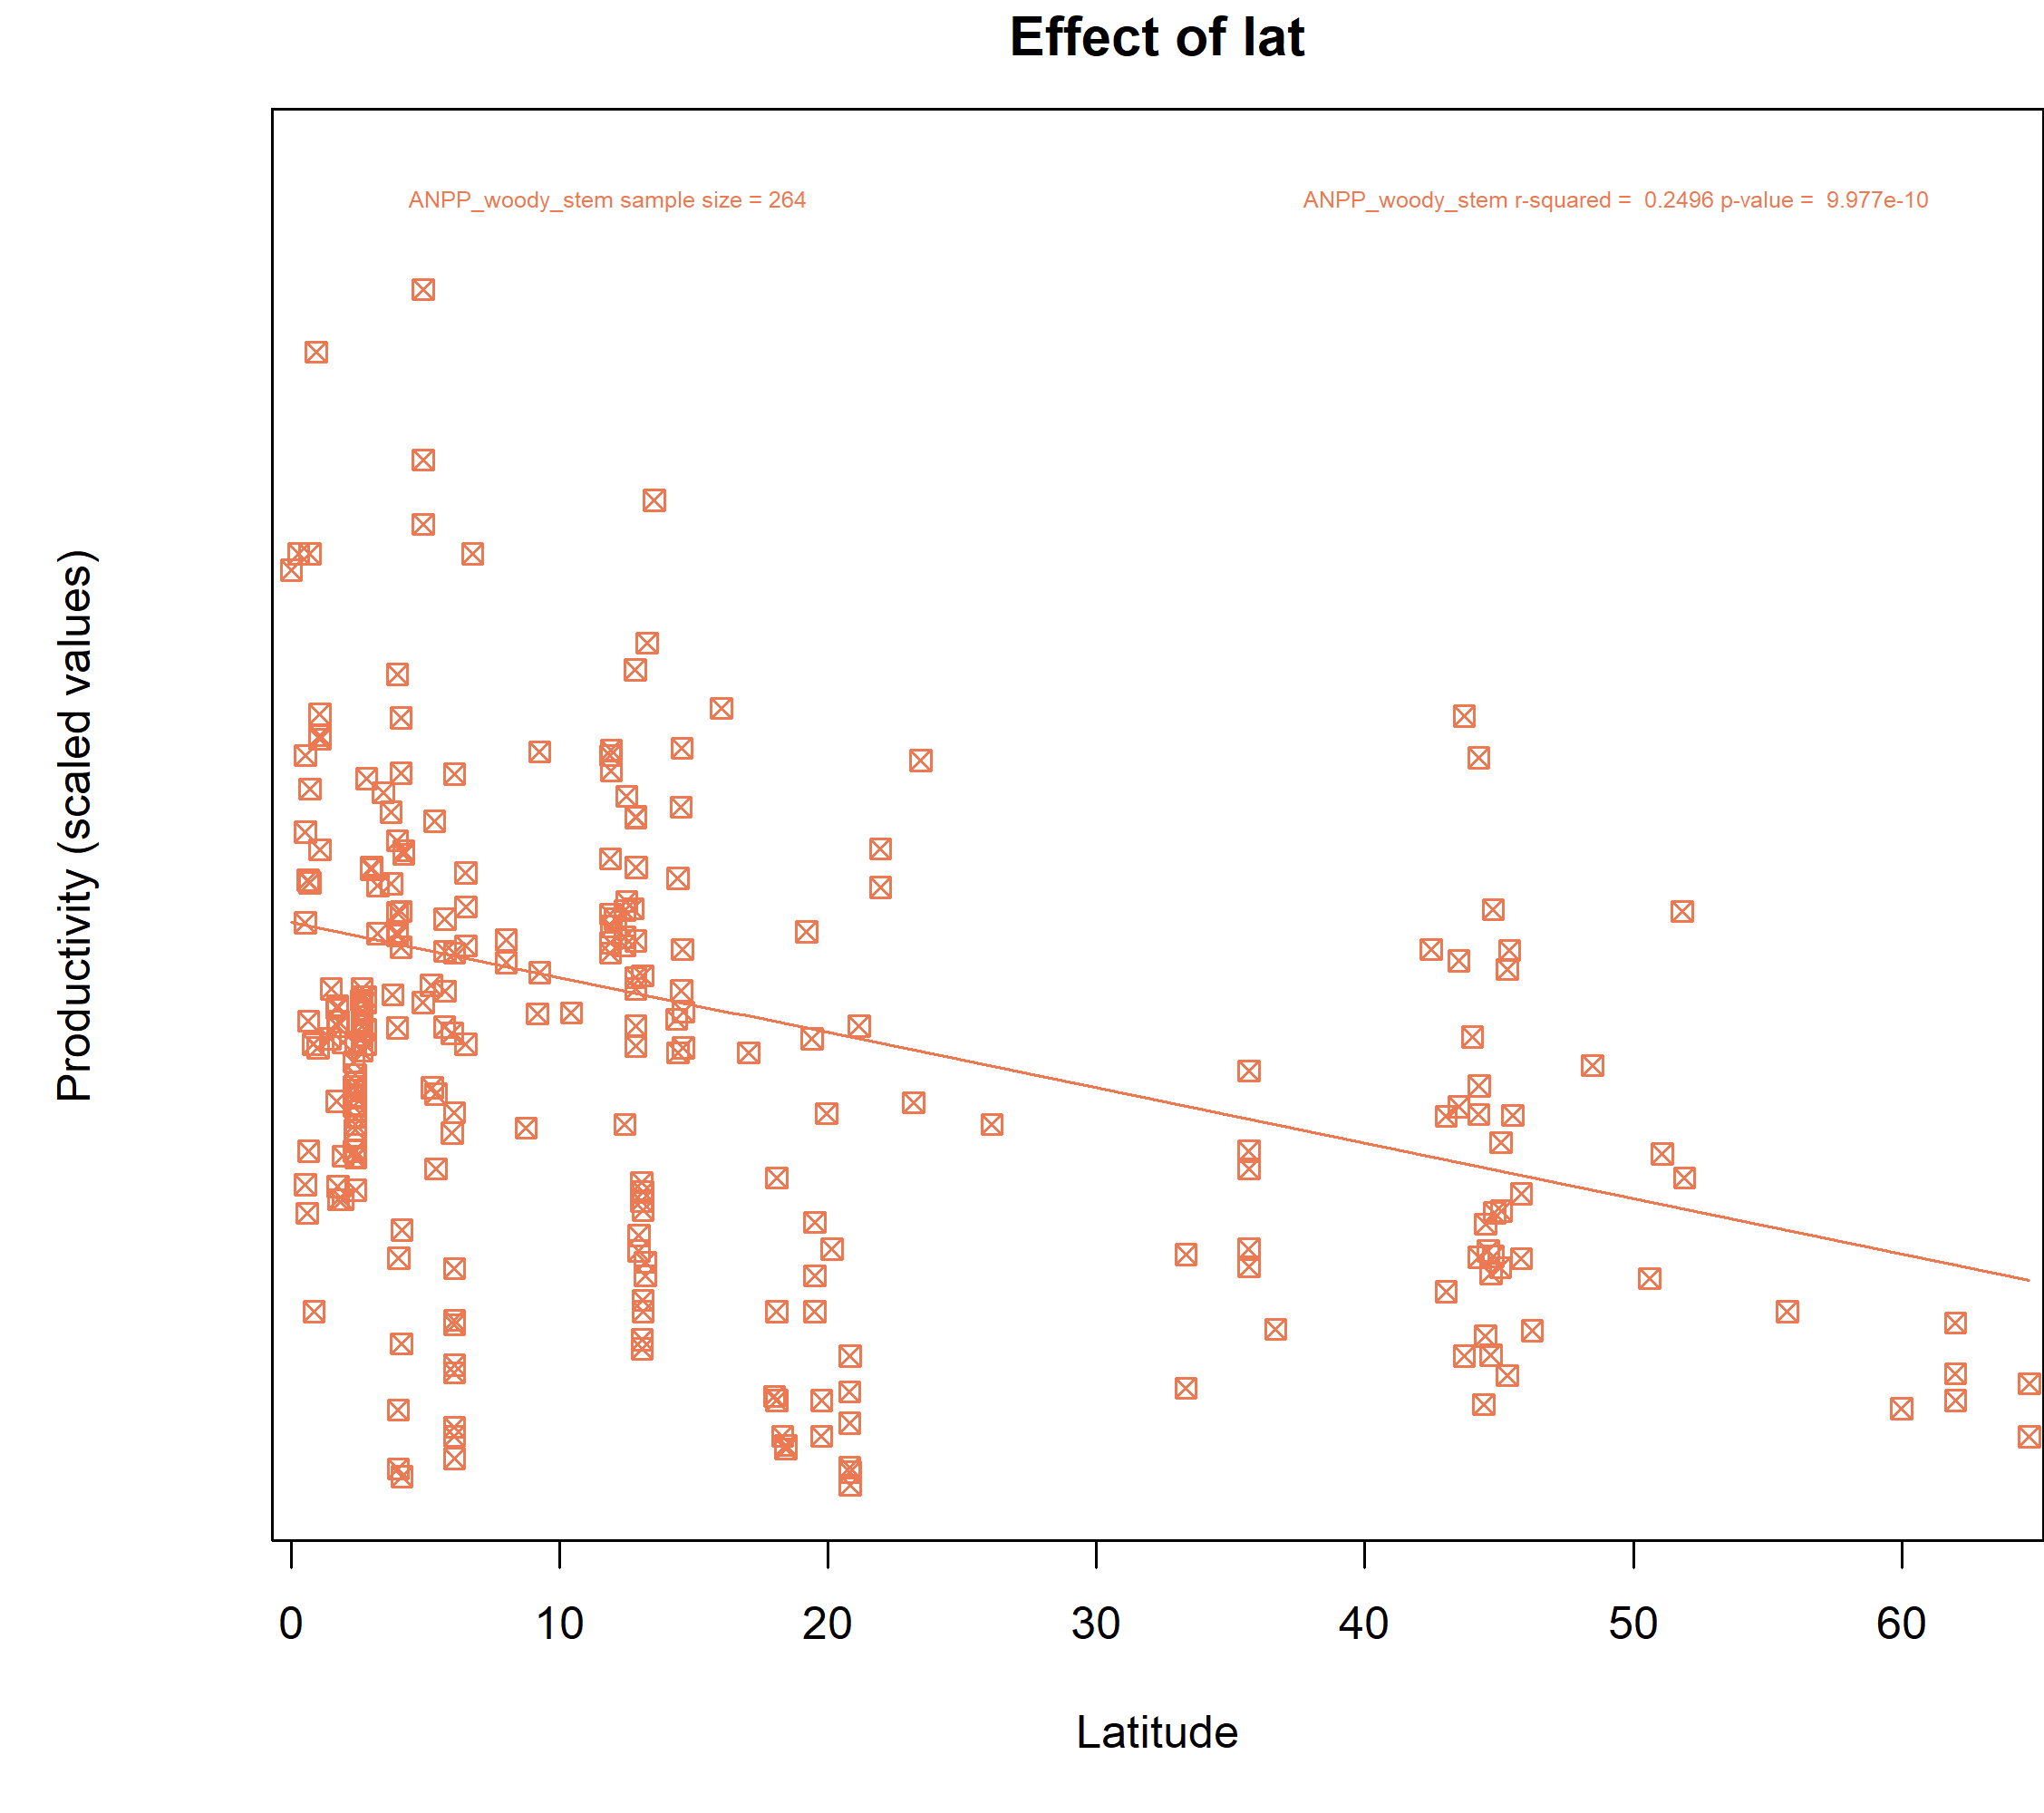 Effect of lat
ANPP_woody_stem sample size = 264
ANPP_woody_stem r-squared =  0.2496 p-value =  9.977e-10
Productivity (scaled values)
0 10 20 30 40 50 60
Latitude